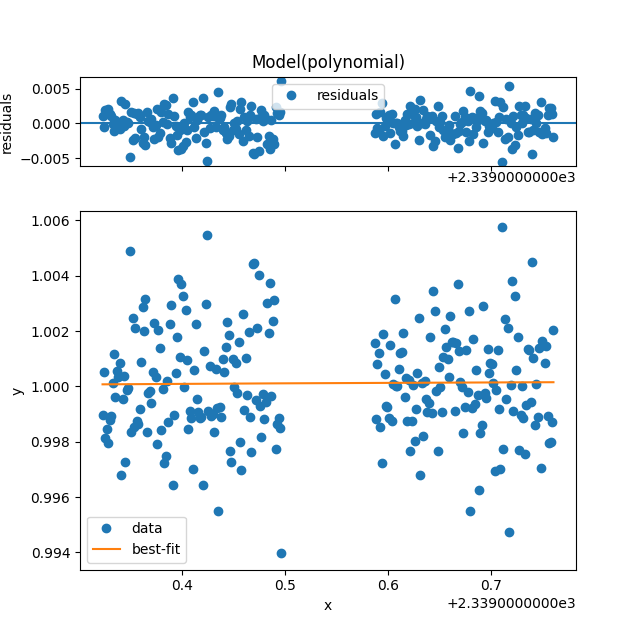 Model(polynomial)
residuals
0.005
0.000
−0.005
residuals
+2.3390000000e3
1.006
1.004
1.002
1.000
0.998
0.996
0.994
y
data
best-fit
0.4 0.5 0.6 0.7
x
+2.3390000000e3